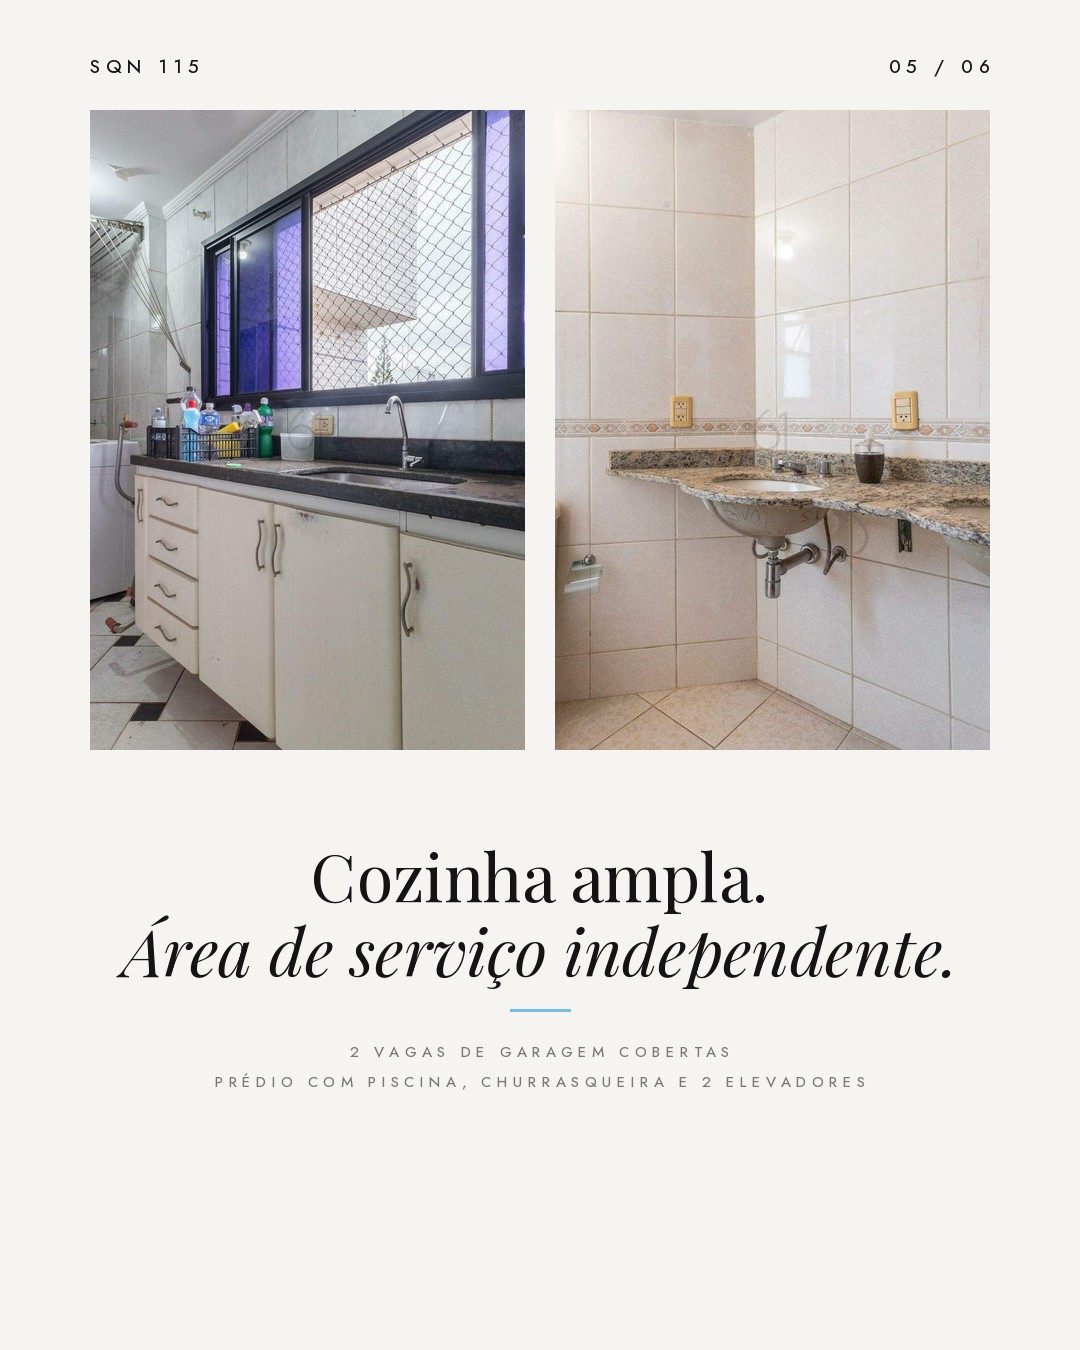 SQN 115
05 / 06
Cozinha ampla.
Área de serviço independente.
2 VAGAS DE GARAGEM COBERTAS
PRÉDIO COM PISCINA, CHURRASQUEIRA E 2 ELEVADORES